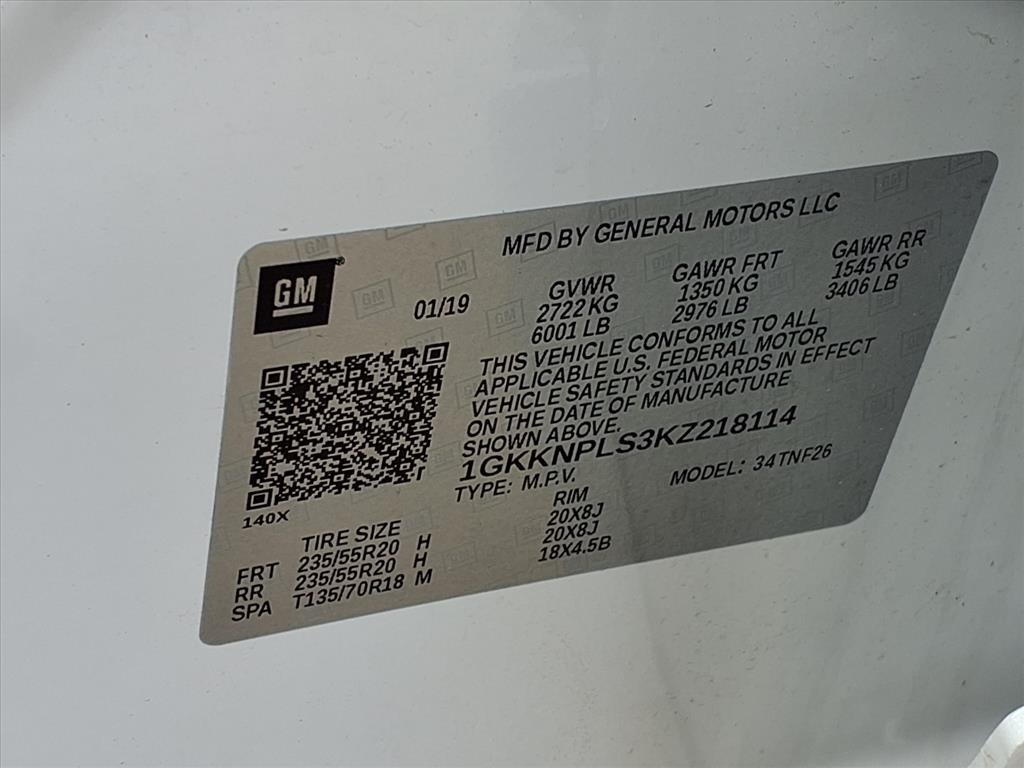 GM
MFD BY GENERAL MOTORS LLC
01/19
GVWR GAWR FRT GAWR RR
2722 KG 1350 KG 1545 KG
6001 LB 2976 LB 3406 LB
THIS VEHICLE CONFORMS TO ALL
APPLICABLE U.S. FEDERAL MOTOR
VEHICLE SAFETY STANDARDS IN EFFECT
ON THE DATE OF MANUFACTURE
SHOWN ABOVE.
1GKKNPLS3KZ218114
TYPE: M.P.V. MODEL: 34TNF26
140X
TIRE SIZE RIM
FRT 235/55R20 H 20X8J
RR 235/55R20 H 20X8J
SPA T135/70R18 M 18X4.5B